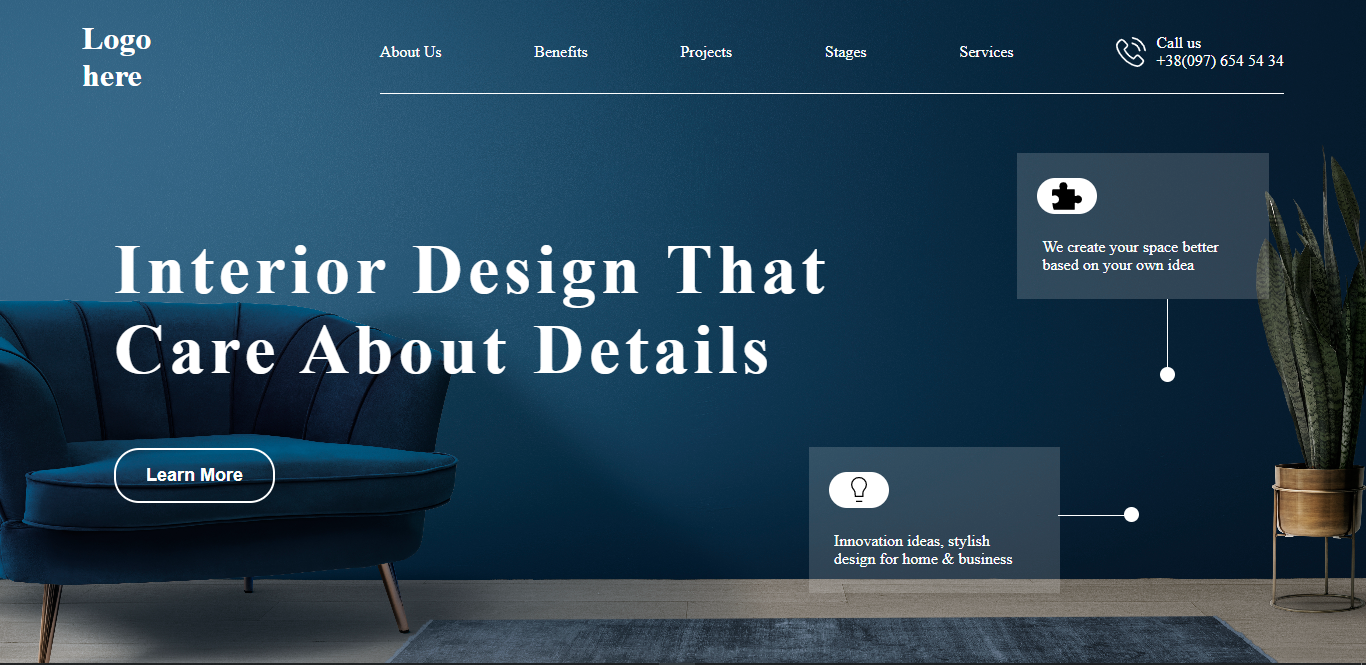 Logo
here
About Us
Benefits
Projects
Stages
Services
Call us
+38(097) 654 54 34
We create your space better
based on your own idea
Interior Design That
Care About Details
Learn More
Innovation ideas, stylish
design for home & business